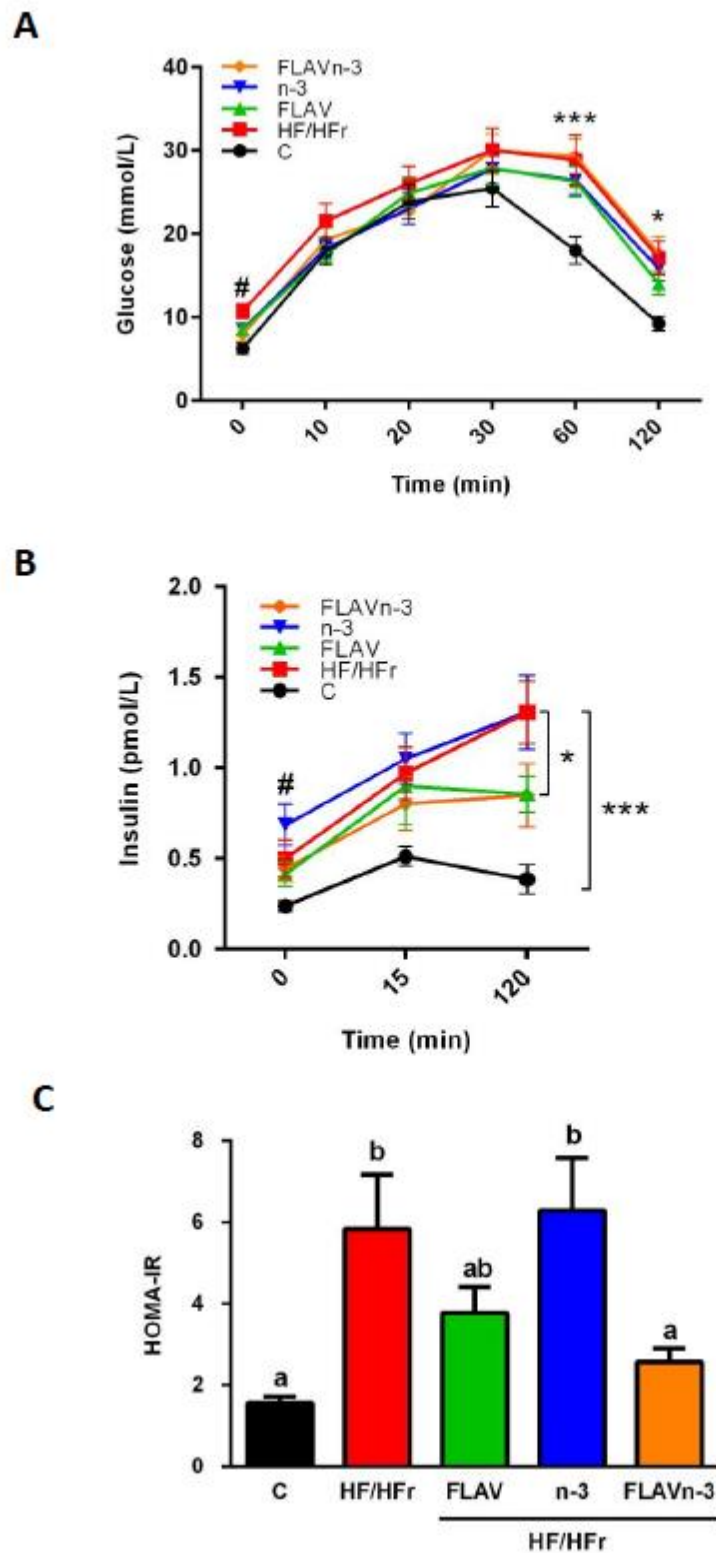 A
FLAVn-3
n-3
FLAV
HF/HFr
C
40
30
20
10
0
Glucose (mmol/L)
#
***
*
0 10 20 30 60 120
Time (min)
B
FLAVn-3
n-3
FLAV
HF/HFr
C
2.0
1.5
1.0
0.5
0.0
Insulin (pmol/L)
#
*
***
0 15 120
Time (min)
C
8
6
4
2
0
HOMA-IR
a b ab b a
C HF/HFr FLAV n-3 FLAVn-3
HF/HFr